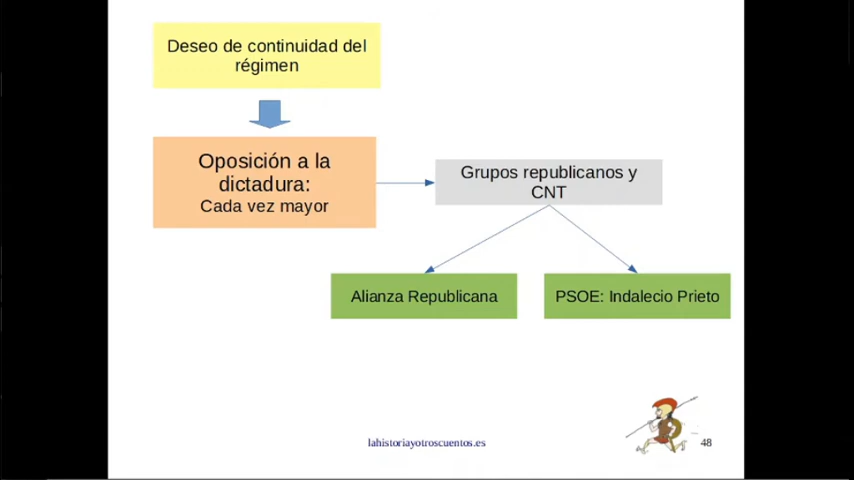 Deseo de continuidad del
régimen
Oposición a la
dictadura:
Cada vez mayor
Grupos republicanos y
CNT
Alianza Republicana
PSOE: Indalecio Prieto
lahistoriayotroscuentos.es
48